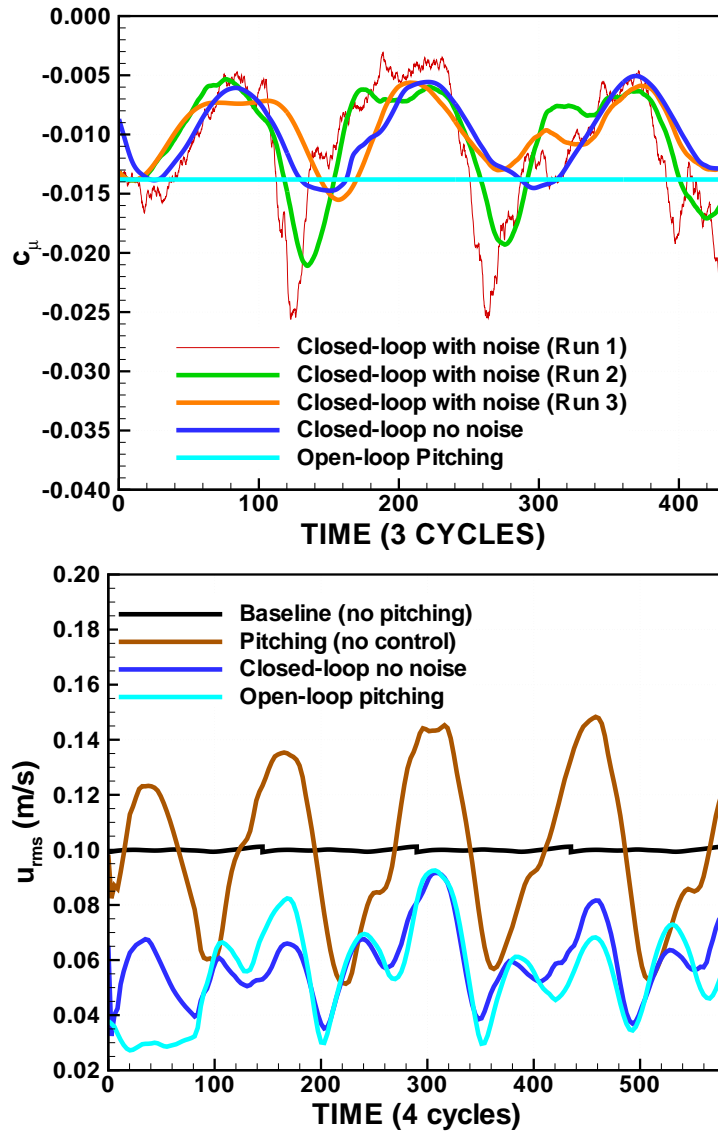 0.000
-0.005
-0.010
-0.015
-0.020
-0.025
-0.030
-0.035
-0.040
cμ
Closed-loop with noise (Run 1)
Closed-loop with noise (Run 2)
Closed-loop with noise (Run 3)
Closed-loop no noise
Open-loop Pitching
0 100 200 300 400
TIME (3 CYCLES)
0.20
0.18
0.16
0.14
0.12
0.10
0.08
0.06
0.04
0.02
urms (m/s)
Baseline (no pitching)
Pitching (no control)
Closed-loop no noise
Open-loop pitching
0 100 200 300 400 500
TIME (4 cycles)